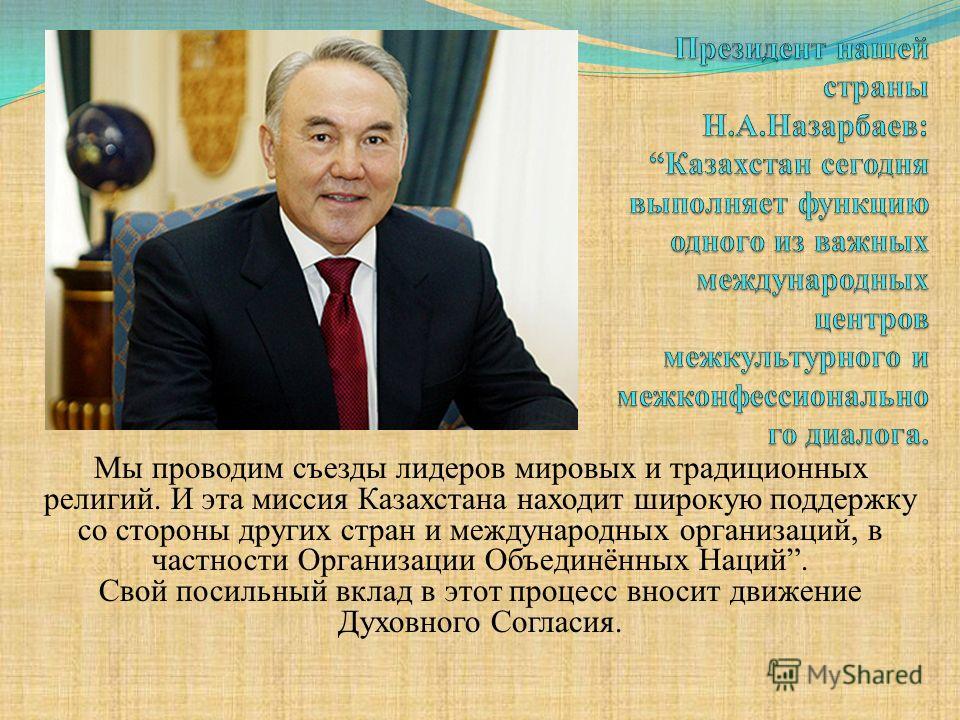 Президент нашей
страны
Н.А.Назарбаев:
“Казахстан сегодня
выполняет функцию
одного из важных
международных
центров
межкультурного и
межконфессионально
го диалога.
Мы проводим съезды лидеров мировых и традиционных
религий. И эта миссия Казахстана находит широкую поддержку
со стороны других стран и международных организаций, в
частности Организации Объединённых Наций”.
Свой посильный вклад в этот процесс вносит движение
Духовного Согласия.
MyShared